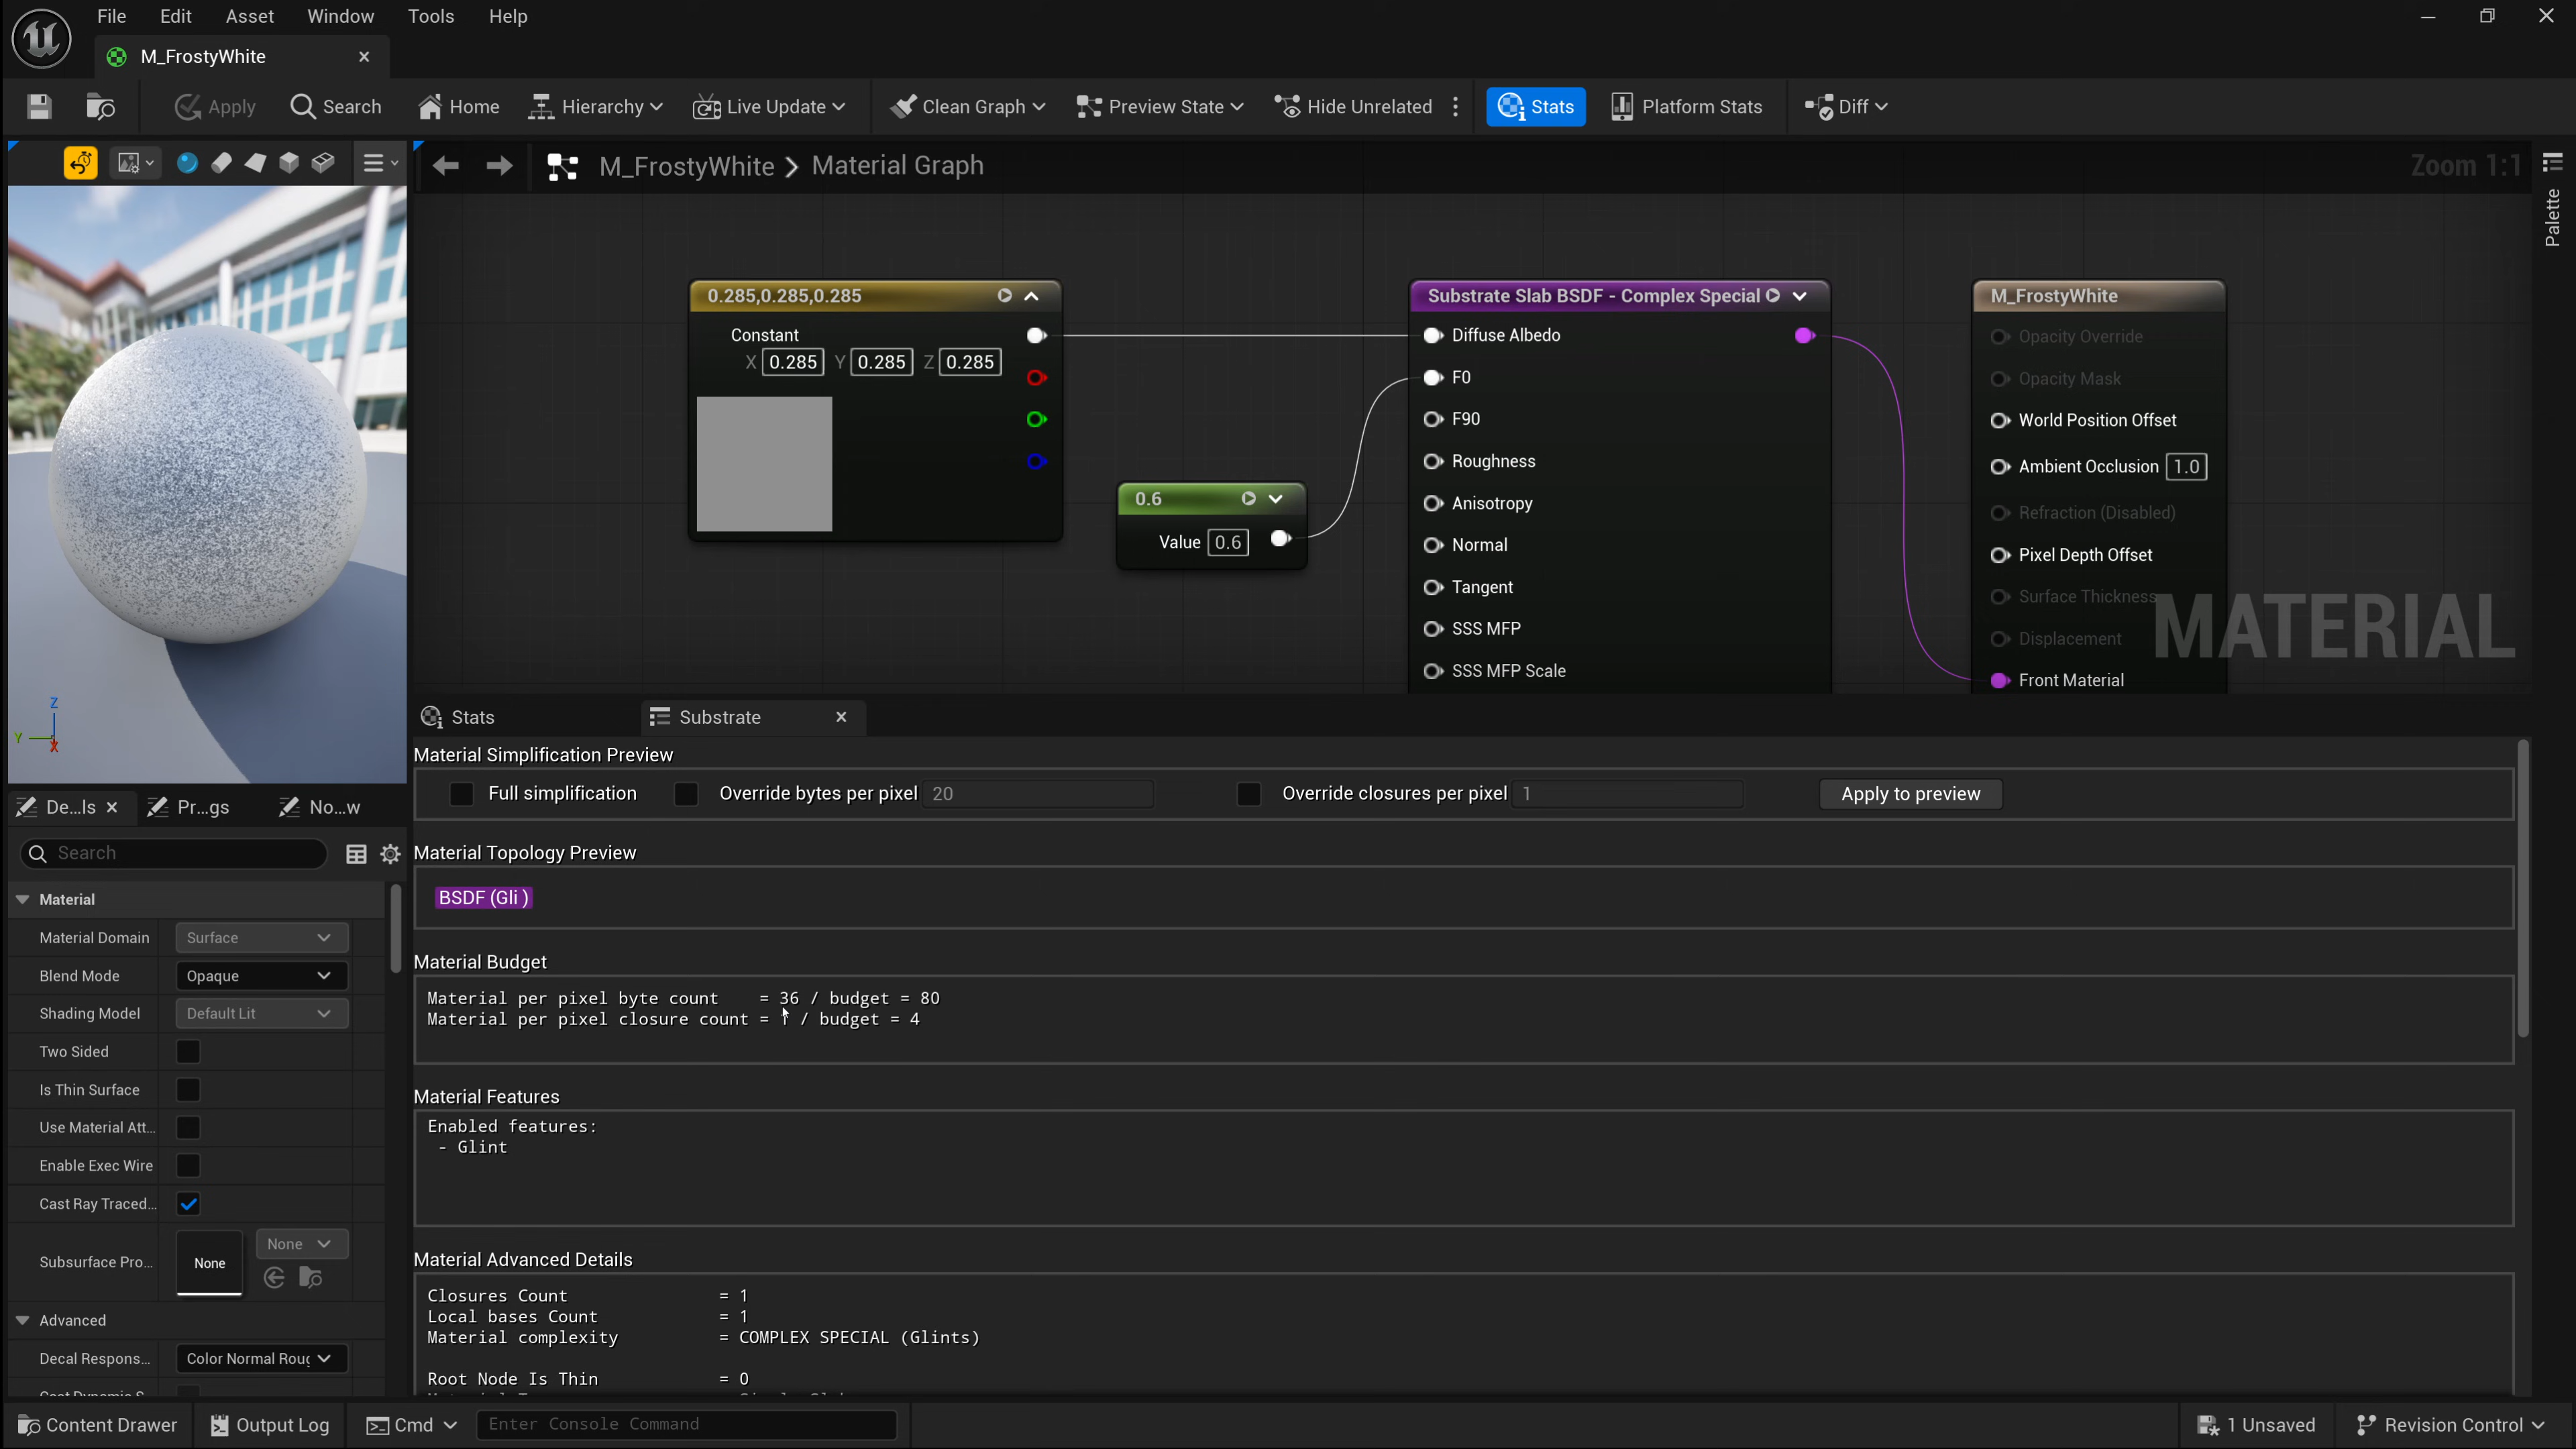 File Edit Asset Window Tools Help
M_FrostyWhite
Apply Search Home Hierarchy Live Update Clean Graph Preview State Hide Unrelated Stats Platform Stats Diff
M_FrostyWhite > Material Graph
Zoom 1:1
Palette
0.285,0.285,0.285
Constant
X 0.285 Y 0.285 Z 0.285
0.6
Value 0.6
Substrate Slab BSDF - Complex Special
Diffuse Albedo
F0
F90
Roughness
Anisotropy
Normal
Tangent
SSS MFP
SSS MFP Scale
M_FrostyWhite
Opacity Override
Opacity Mask
World Position Offset
Ambient Occlusion 1.0
Refraction (Disabled)
Pixel Depth Offset
Surface Thickness
Displacement
Front Material
MATERIAL
Z
Y
X
Stats Substrate
Material Simplification Preview
Full simplification Override bytes per pixel 20 Override closures per pixel 1 Apply to preview
Material Topology Preview
BSDF (Gli )
Material Budget
Material per pixel byte count = 36 / budget = 80
Material per pixel closure count = 1 / budget = 4
Material Features
Enabled features:
- Glint
Material Advanced Details
Closures Count = 1
Local bases Count = 1
Material complexity = COMPLEX SPECIAL (Glints)
Root Node Is Thin = 0
De...ls Pr...gs No...w
Search
Material
Material Domain Surface
Blend Mode Opaque
Shading Model Default Lit
Two Sided
Is Thin Surface
Use Material Att...
Enable Exec Wire
Cast Ray Traced...
Subsurface Pro... None None
Advanced
Decal Respons... Color Normal Roug
Content Drawer Output Log Cmd Enter Console Command 1 Unsaved Revision Control